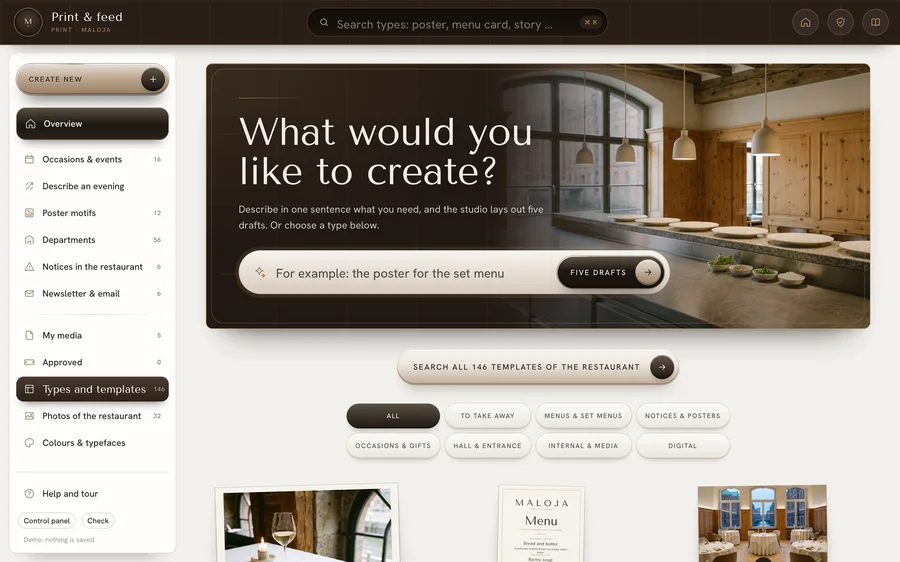 M
Print & feed
PRINT · MALOJA
Search types: poster, menu card, story ...
⌘ K
CREATE NEW
Overview
Occasions & events 16
Describe an evening
Poster motifs 12
Departments 56
Notices in the restaurant 6
Newsletter & email 6
My media 5
Approved 0
Types and templates 146
Photos of the restaurant 32
Colours & typefaces
Help and tour
Control panel
Check
Demo: nothing is saved
What would you
like to create?
Describe in one sentence what you need, and the studio lays out five
drafts. Or choose a type below.
For example: the poster for the set menu
FIVE DRAFTS
SEARCH ALL 146 TEMPLATES OF THE RESTAURANT
ALL
TO TAKE AWAY
MENUS & SET MENUS
NOTICES & POSTERS
OCCASIONS & GIFTS
HALL & ENTRANCE
INTERNAL & MEDIA
DIGITAL
MALOJA
Menu
Bread and butter
Barley soup